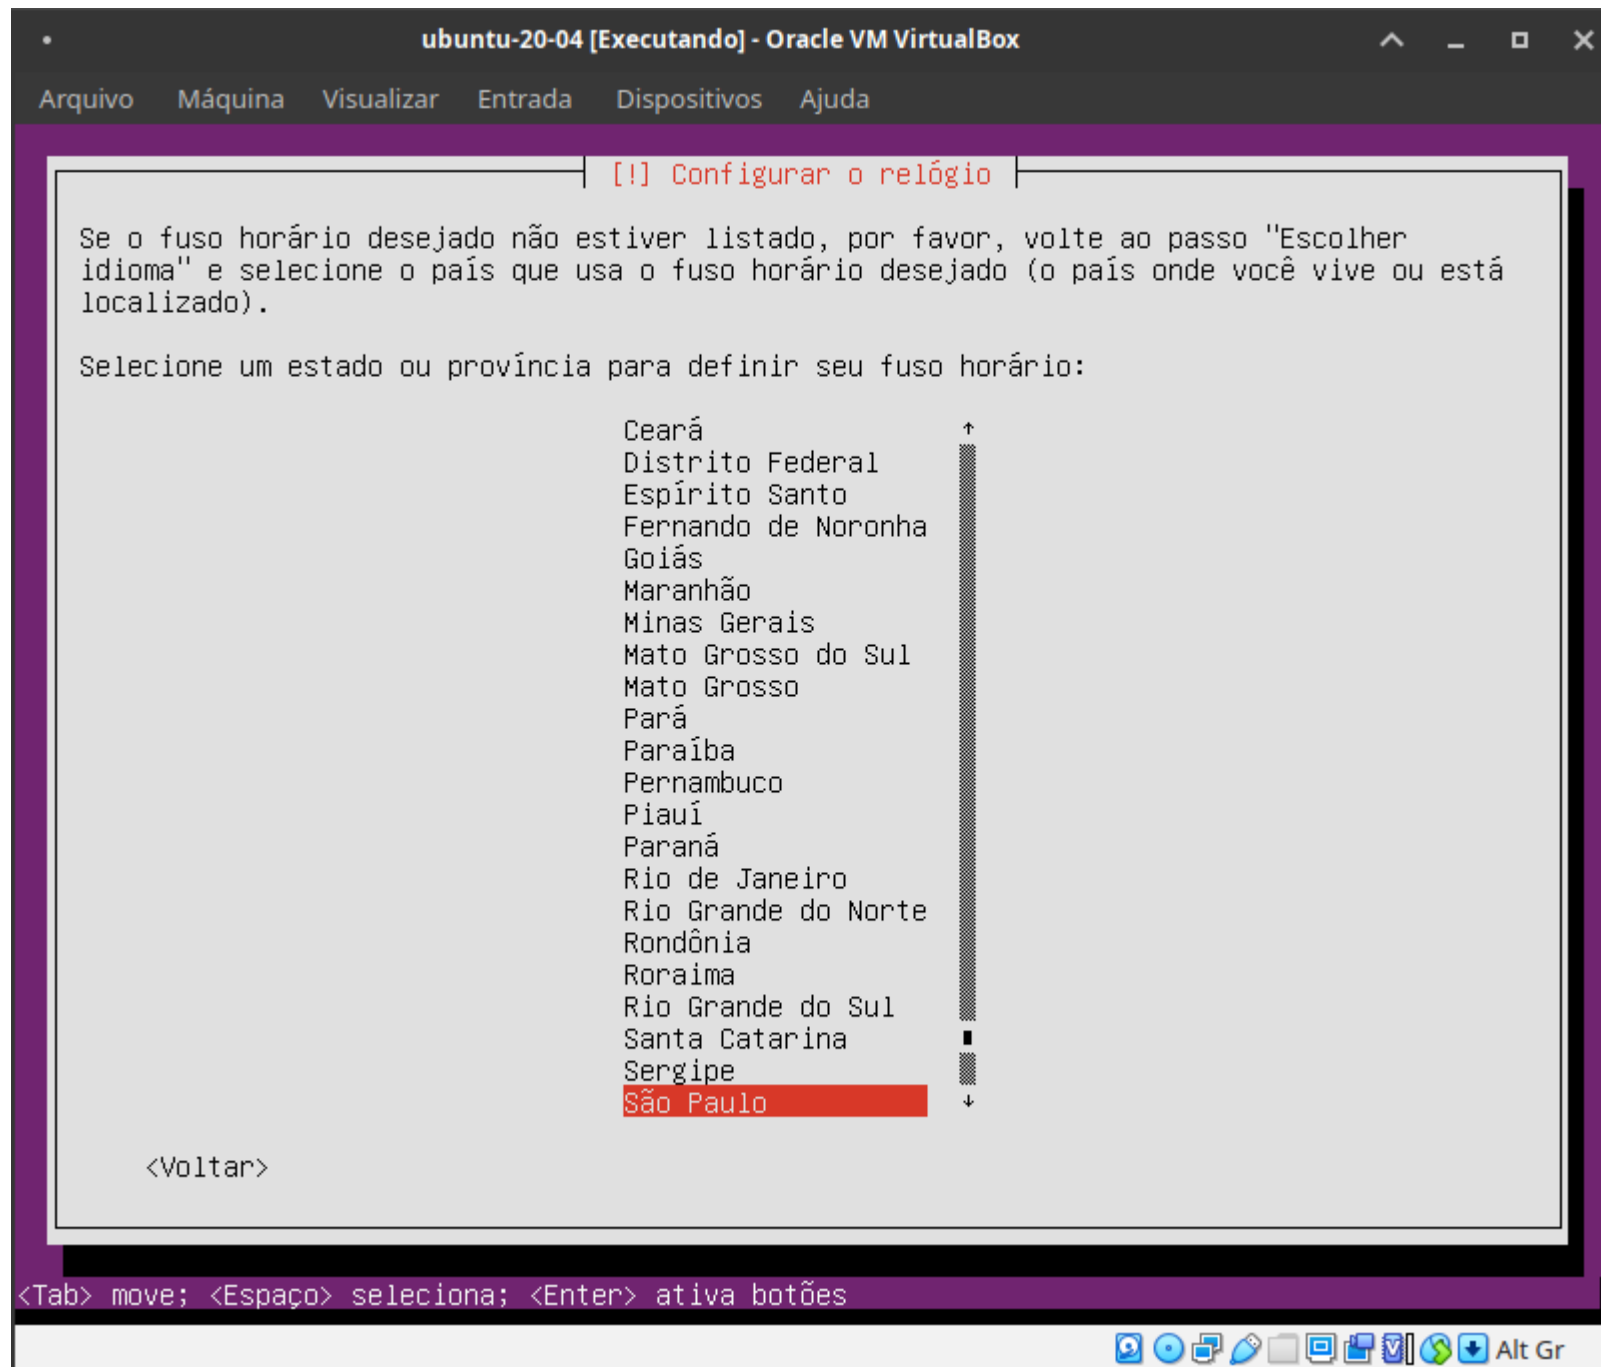 ubuntu-20-04 [Executando] - Oracle VM VirtualBox
Arquivo Máquina Visualizar Entrada Dispositivos Ajuda
[!] Configurar o relógio
Se o fuso horário desejado não estiver listado, por favor, volte ao passo "Escolher
idioma" e selecione o país que usa o fuso horário desejado (o país onde você vive ou está
localizado).
Selecione um estado ou província para definir seu fuso horário:
Ceará
Distrito Federal
Espírito Santo
Fernando de Noronha
Goiás
Maranhão
Minas Gerais
Mato Grosso do Sul
Mato Grosso
Pará
Paraíba
Pernambuco
Piauí
Paraná
Rio de Janeiro
Rio Grande do Norte
Rondônia
Roraima
Rio Grande do Sul
Santa Catarina
Sergipe
São Paulo
<Voltar>
<Tab> move; <Espaço> seleciona; <Enter> ativa botões
Alt Gr